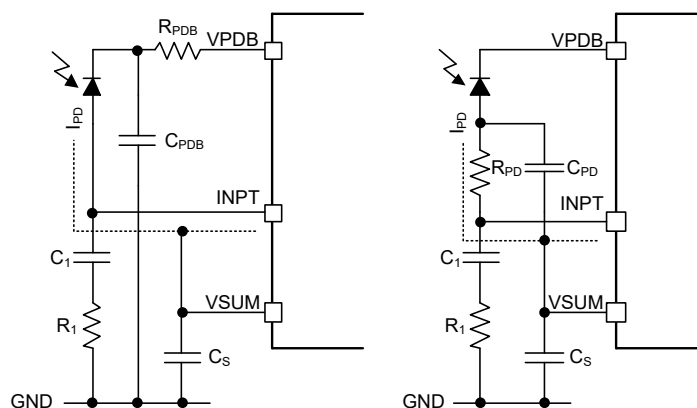 RPDB
VPDB
IPD
CPDB
INPT
C1
VSUM
R1
CS
GND
VPDB
IPD
RPD
CPD
INPT
C1
VSUM
R1
CS
GND